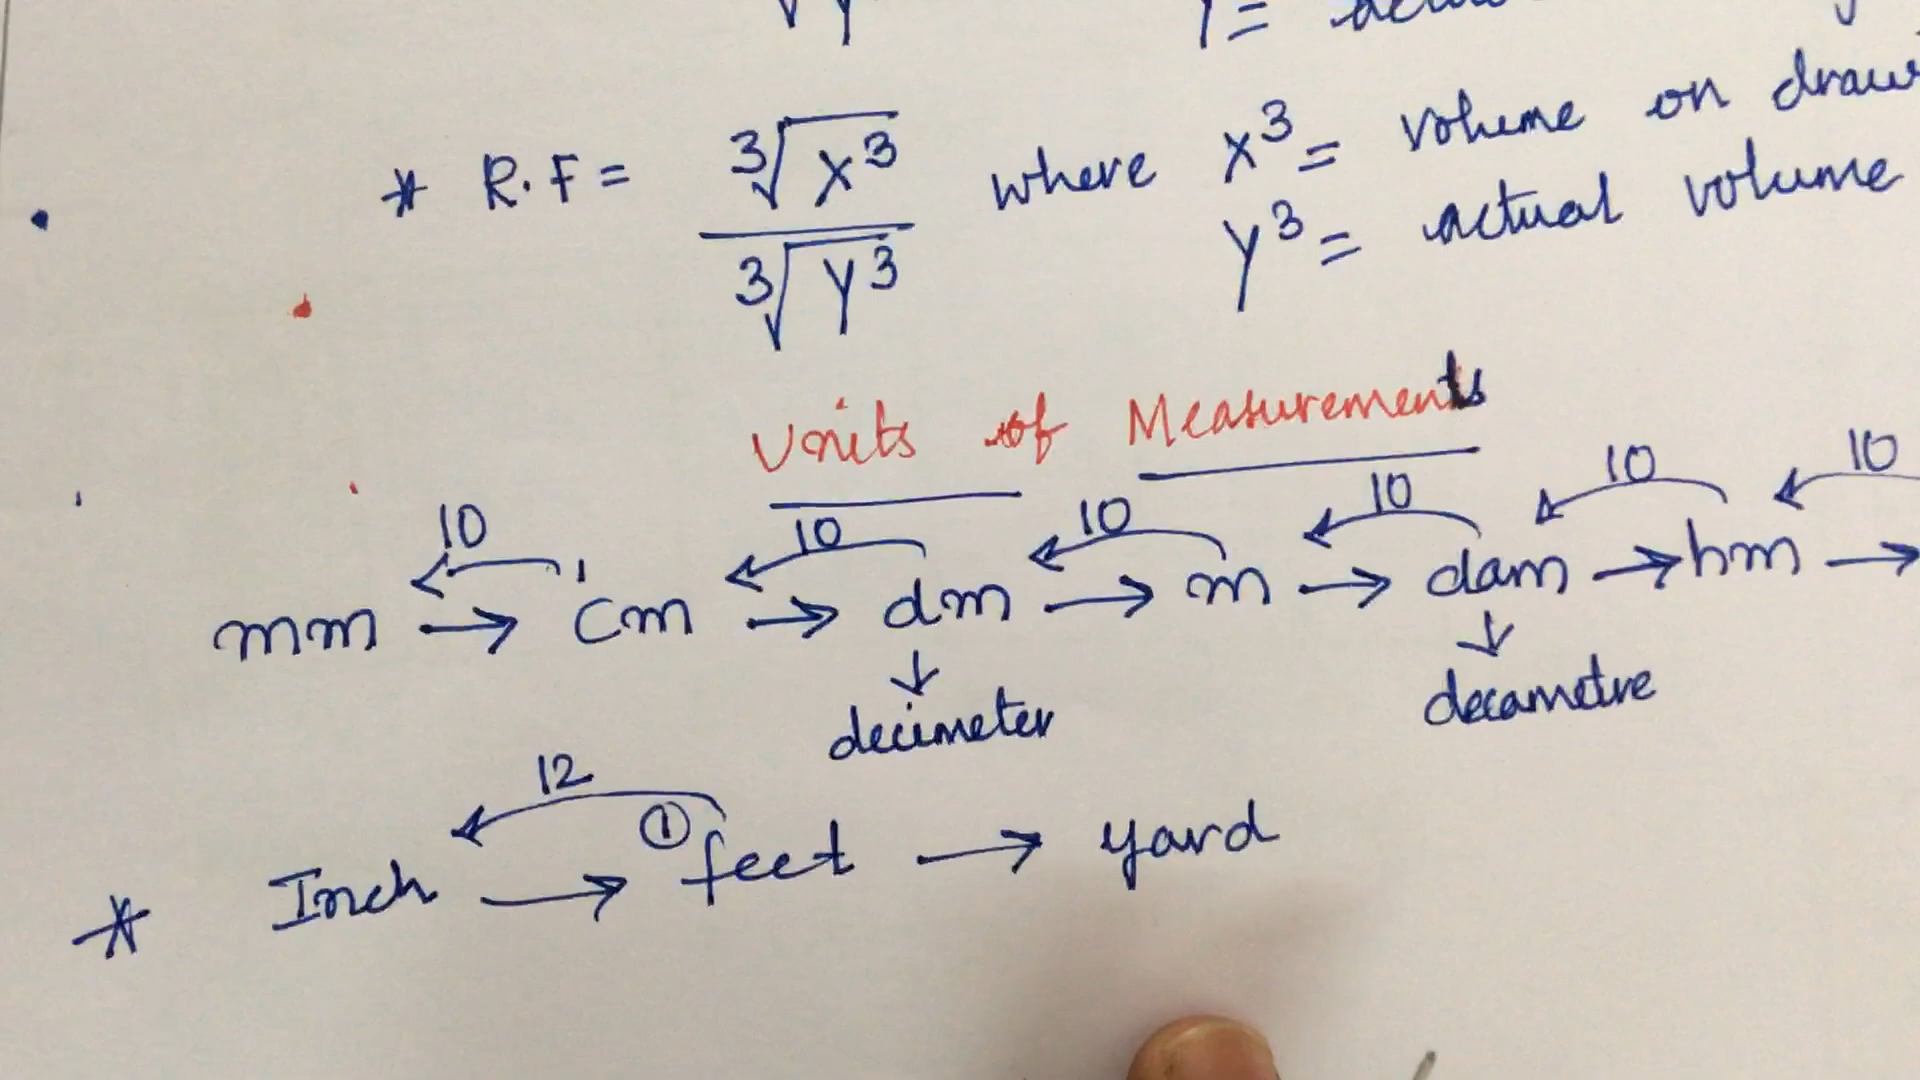 * R.F = ∛x³ / ∛y³ where x³ = volume on
y³ = actual volume
Units of Measurements
10 10 10 10 10 10
mm → cm → dm → m → dam → hm →
↓ ↓
decimeter decametre
12
* Inch → ① feet → yard